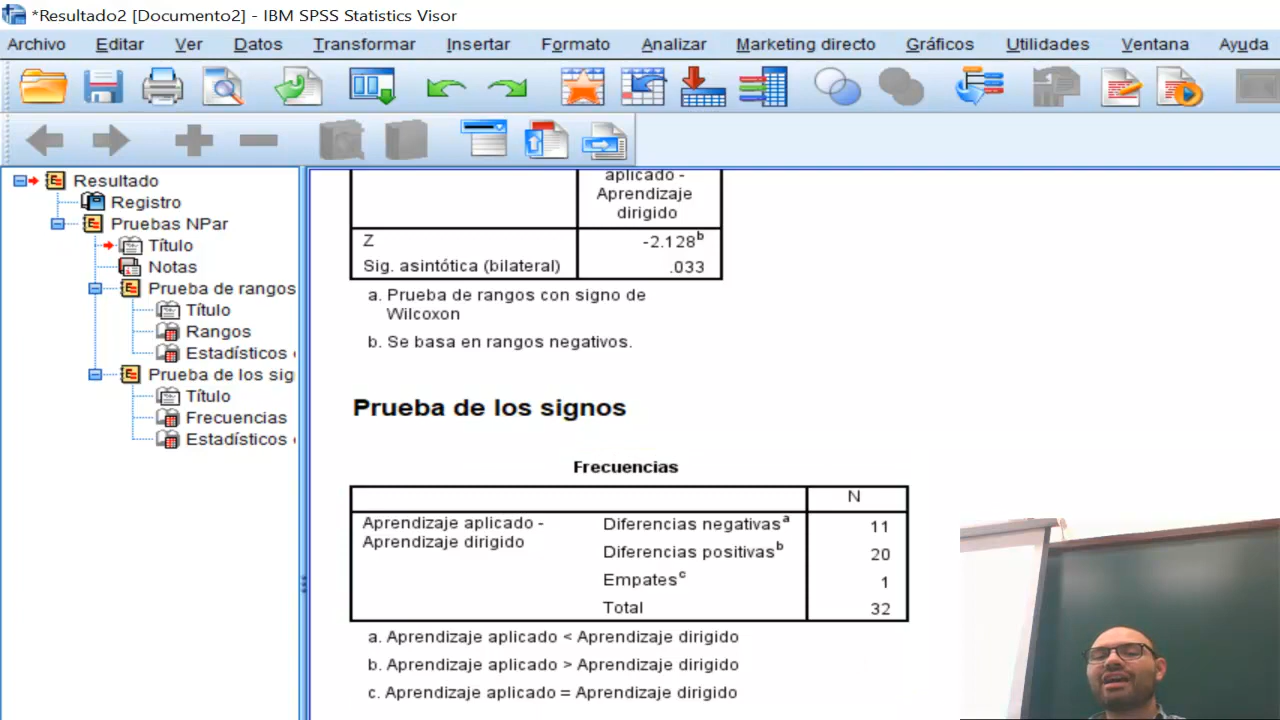 *Resultado2 [Documento2] - IBM SPSS Statistics Visor
Archivo Editar Ver Datos Transformar Insertar Formato Analizar Marketing directo Gráficos Utilidades Ventana Ayuda
Resultado
Registro
Pruebas NPar
Título
Notas
Prueba de rangos
Título
Rangos
Estadísticos
Prueba de los sig
Título
Frecuencias
Estadísticos
aplicado -
Aprendizaje
dirigido
Z -2.128b
Sig. asintótica (bilateral) .033
a. Prueba de rangos con signo de
Wilcoxon
b. Se basa en rangos negativos.
Prueba de los signos
Frecuencias
N
Aprendizaje aplicado - Diferencias negativasa 11
Aprendizaje dirigido Diferencias positivasb 20
Empatesc 1
Total 32
a. Aprendizaje aplicado < Aprendizaje dirigido
b. Aprendizaje aplicado > Aprendizaje dirigido
c. Aprendizaje aplicado = Aprendizaje dirigido